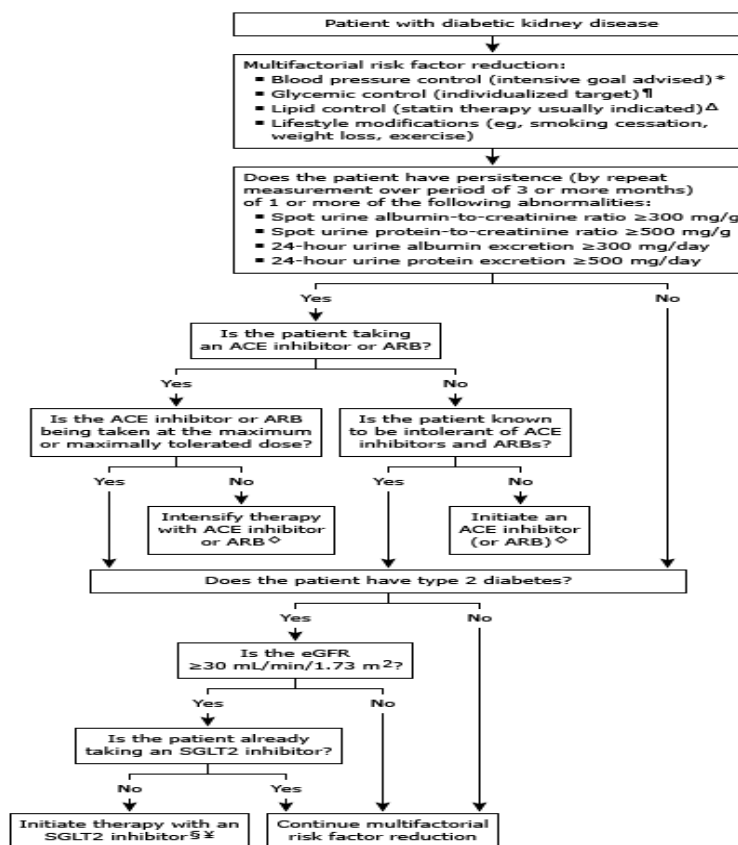 Patient with diabetic kidney disease
Multifactorial risk factor reduction:
▪ Blood pressure control (intensive goal advised)*
▪ Glycemic control (individualized target)¶
▪ Lipid control (statin therapy usually indicated)Δ
▪ Lifestyle modifications (eg, smoking cessation,
weight loss, exercise)
Does the patient have persistence (by repeat
measurement over period of 3 or more months)
of 1 or more of the following abnormalities:
▪ Spot urine albumin-to-creatinine ratio ≥300 mg/g
▪ Spot urine protein-to-creatinine ratio ≥500 mg/g
▪ 24-hour urine albumin excretion ≥300 mg/day
▪ 24-hour urine protein excretion ≥500 mg/day
Yes
No
Is the patient taking
an ACE inhibitor or ARB?
Yes
No
Is the ACE inhibitor or ARB
being taken at the maximum
or maximally tolerated dose?
Is the patient known
to be intolerant of ACE
inhibitors and ARBs?
Yes
No
Yes
No
Intensify therapy
with ACE inhibitor
or ARB◇
Initiate an
ACE inhibitor
(or ARB)◇
Does the patient have type 2 diabetes?
Yes
No
Is the eGFR
≥30 mL/min/1.73 m²?
Yes
No
Is the patient already
taking an SGLT2 inhibitor?
No
Yes
Initiate therapy with an
SGLT2 inhibitor§¥
Continue multifactorial
risk factor reduction